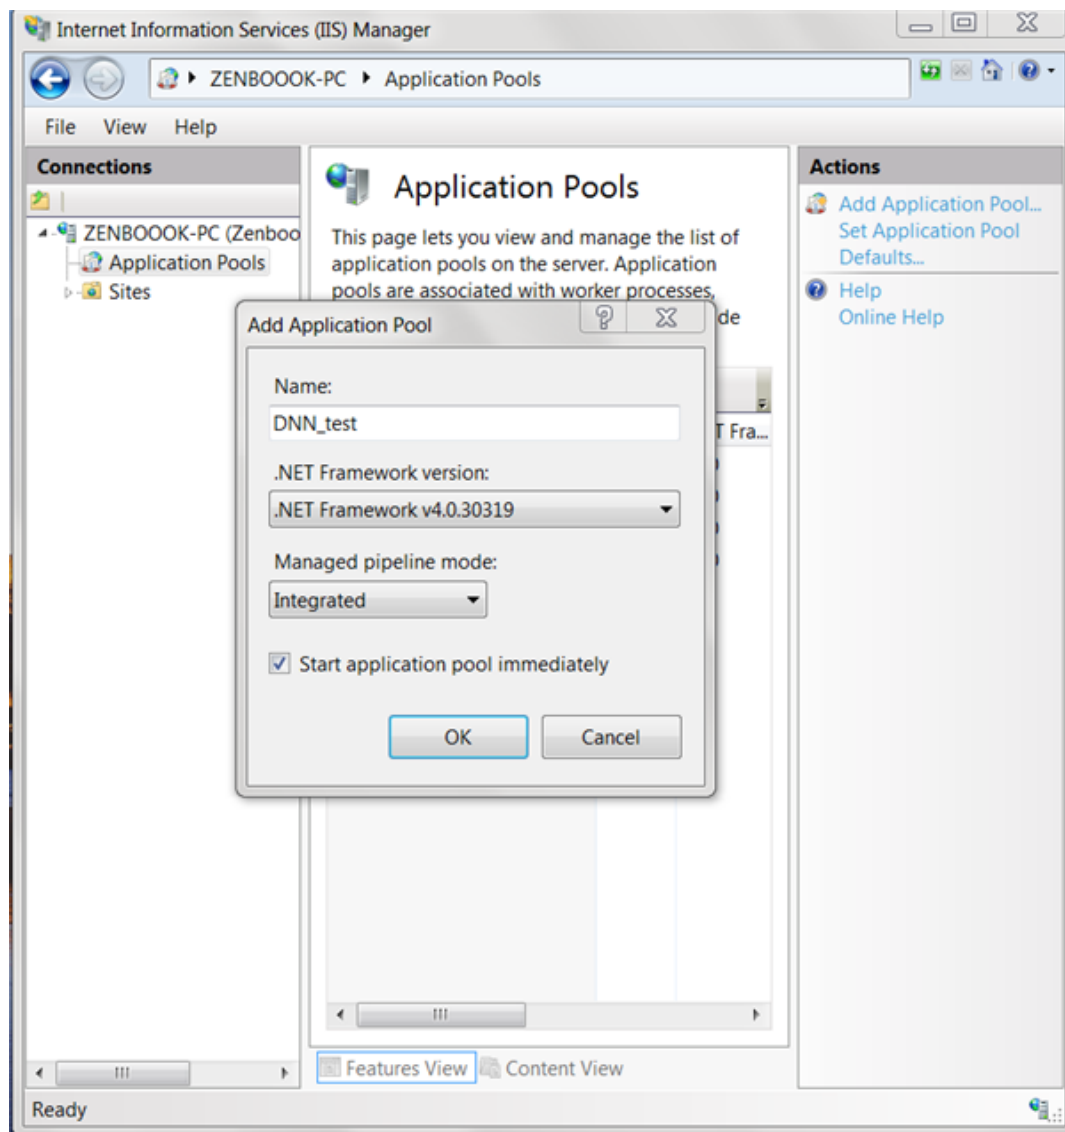 Internet Information Services (IIS) Manager
ZENBOOOK-PC Application Pools
File View Help
Connections
ZENBOOOK-PC (Zenboo
Application Pools
Sites
Application Pools
This page lets you view and manage the list of
application pools on the server. Application
pools are associated with worker processes,
de
T Fra...
Add Application Pool
Name:
DNN_test
.NET Framework version:
.NET Framework v4.0.30319
Managed pipeline mode:
Integrated
Start application pool immediately
OK Cancel
Features View Content View
Actions
Add Application Pool...
Set Application Pool
Defaults...
Help
Online Help
Ready